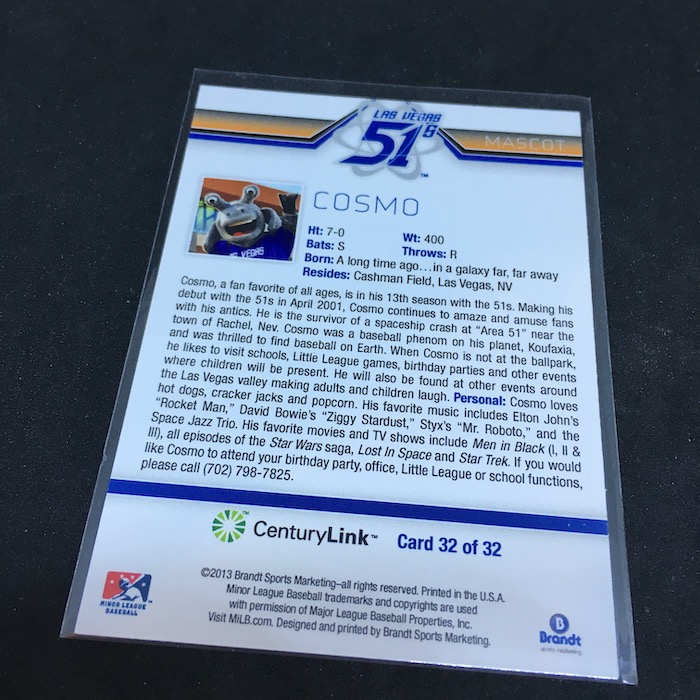 LAS VEGAS
51s™
MASCOT
COSMO
Ht: 7-0 Wt: 400
Bats: S Throws: R
Born: A long time ago...in a galaxy far, far away
Resides: Cashman Field, Las Vegas, NV
Cosmo, a fan favorite of all ages, is in his 13th season with the 51s. Making his
debut with the 51s in April 2001, Cosmo continues to amaze and amuse fans
with his antics. He is the survivor of a spaceship crash at "Area 51" near the
town of Rachel, Nev. Cosmo was a baseball phenom on his planet, Koufaxia,
and was thrilled to find baseball on Earth. When Cosmo is not at the ballpark,
he likes to visit schools, Little League games, birthday parties and other events
where children will be present. He will also be found at other events around
the Las Vegas valley making adults and children laugh. Personal: Cosmo loves
hot dogs, cracker jacks and popcorn. His favorite music includes Elton John's
"Rocket Man," David Bowie's "Ziggy Stardust," Styx's "Mr. Roboto," and the
Space Jazz Trio. His favorite movies and TV shows include Men in Black (I, II &
III), all episodes of the Star Wars saga, Lost In Space and Star Trek. If you would
like Cosmo to attend your birthday party, office, Little League or school functions,
please call (702) 798-7825.
CenturyLink™ Card 32 of 32
©2013 Brandt Sports Marketing–all rights reserved. Printed in the U.S.A.
Minor League Baseball trademarks and copyrights are used
with permission of Major League Baseball Properties, Inc.
Visit MiLB.com. Designed and printed by Brandt Sports Marketing.
MINOR LEAGUE
BASEBALL
B
Brandt
sports marketing